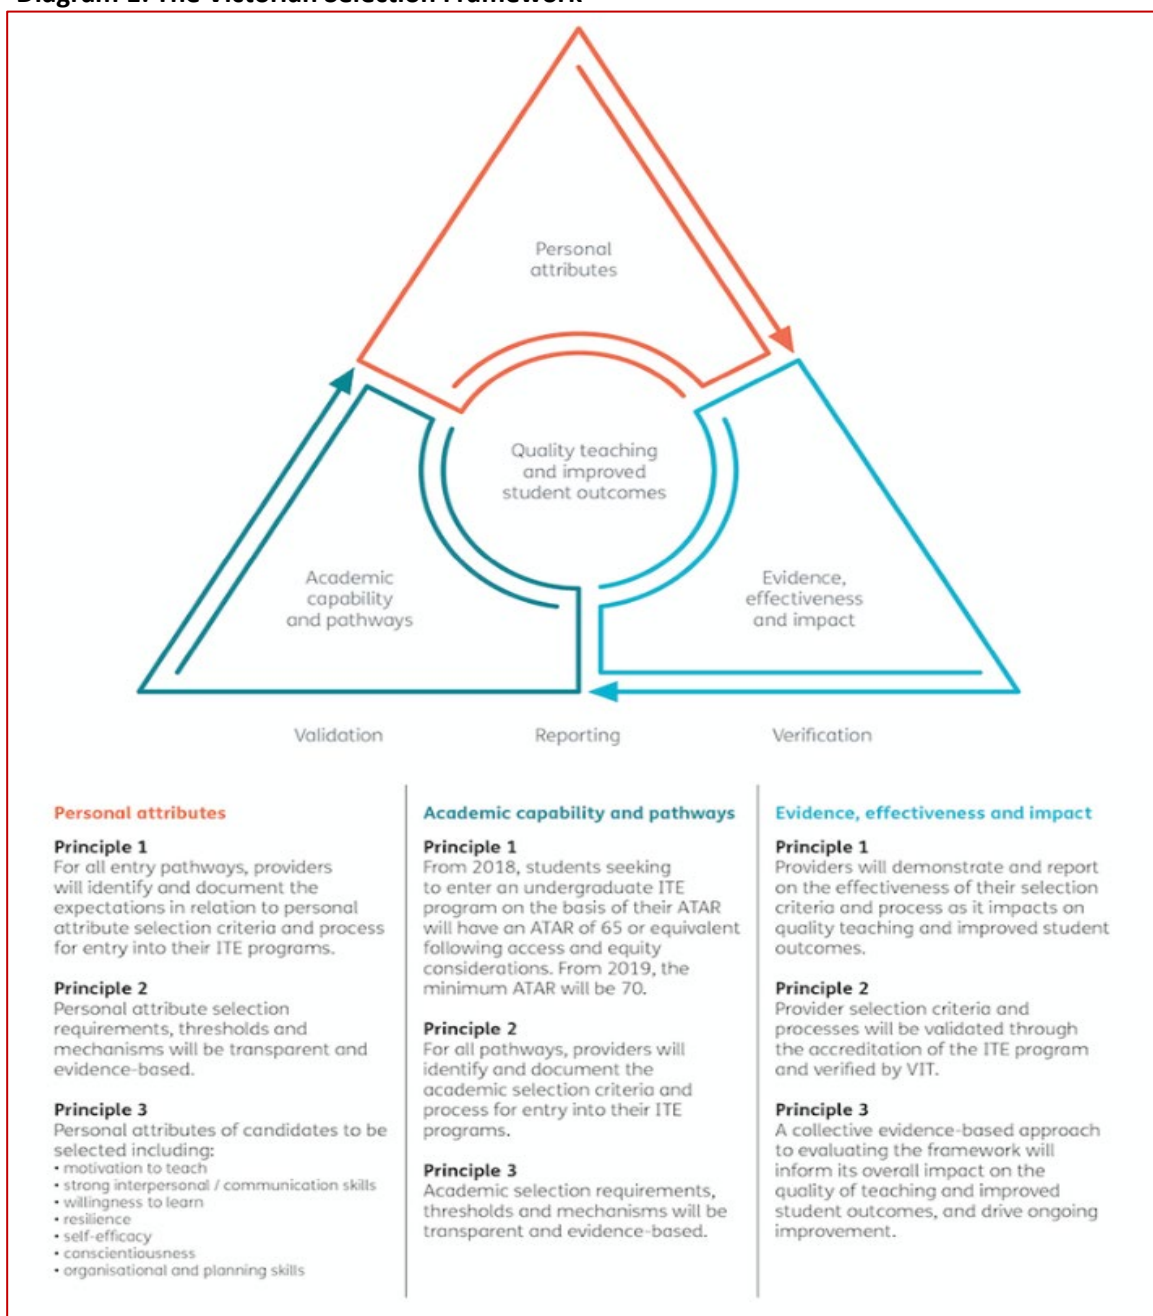 Diagram 1: The Victorian Selection Framework
Personal
attributes
Quality teaching
and improved
student outcomes
Academic
capability
and pathways
Evidence,
effectiveness
and impact
Validation
Reporting
Verification
Personal attributes
Principle 1
For all entry pathways, providers
will identify and document the
expectations in relation to personal
attribute selection criteria and process
for entry into their ITE programs.
Principle 2
Personal attribute selection
requirements, thresholds and
mechanisms will be transparent and
evidence-based.
Principle 3
Personal attributes of candidates to be
selected including:
• motivation to teach
• strong interpersonal / communication skills
• willingness to learn
• resilience
• self-efficacy
• conscientiousness
• organisational and planning skills
Academic capability and pathways
Principle 1
From 2018, students seeking
to enter an undergraduate ITE
program on the basis of their ATAR
will have an ATAR of 65 or equivalent
following access and equity
considerations. From 2019, the
minimum ATAR will be 70.
Principle 2
For all pathways, providers will
identify and document the
academic selection criteria and
process for entry into their ITE
programs.
Principle 3
Academic selection requirements,
thresholds and mechanisms will be
transparent and evidence-based.
Evidence, effectiveness and impact
Principle 1
Providers will demonstrate and report
on the effectiveness of their selection
criteria and process as it impacts on
quality teaching and improved student
outcomes.
Principle 2
Provider selection criteria and
processes will be validated through
the accreditation of the ITE program
and verified by VIT.
Principle 3
A collective evidence-based approach
to evaluating the framework will
inform its overall impact on the
quality of teaching and improved
student outcomes, and drive ongoing
improvement.